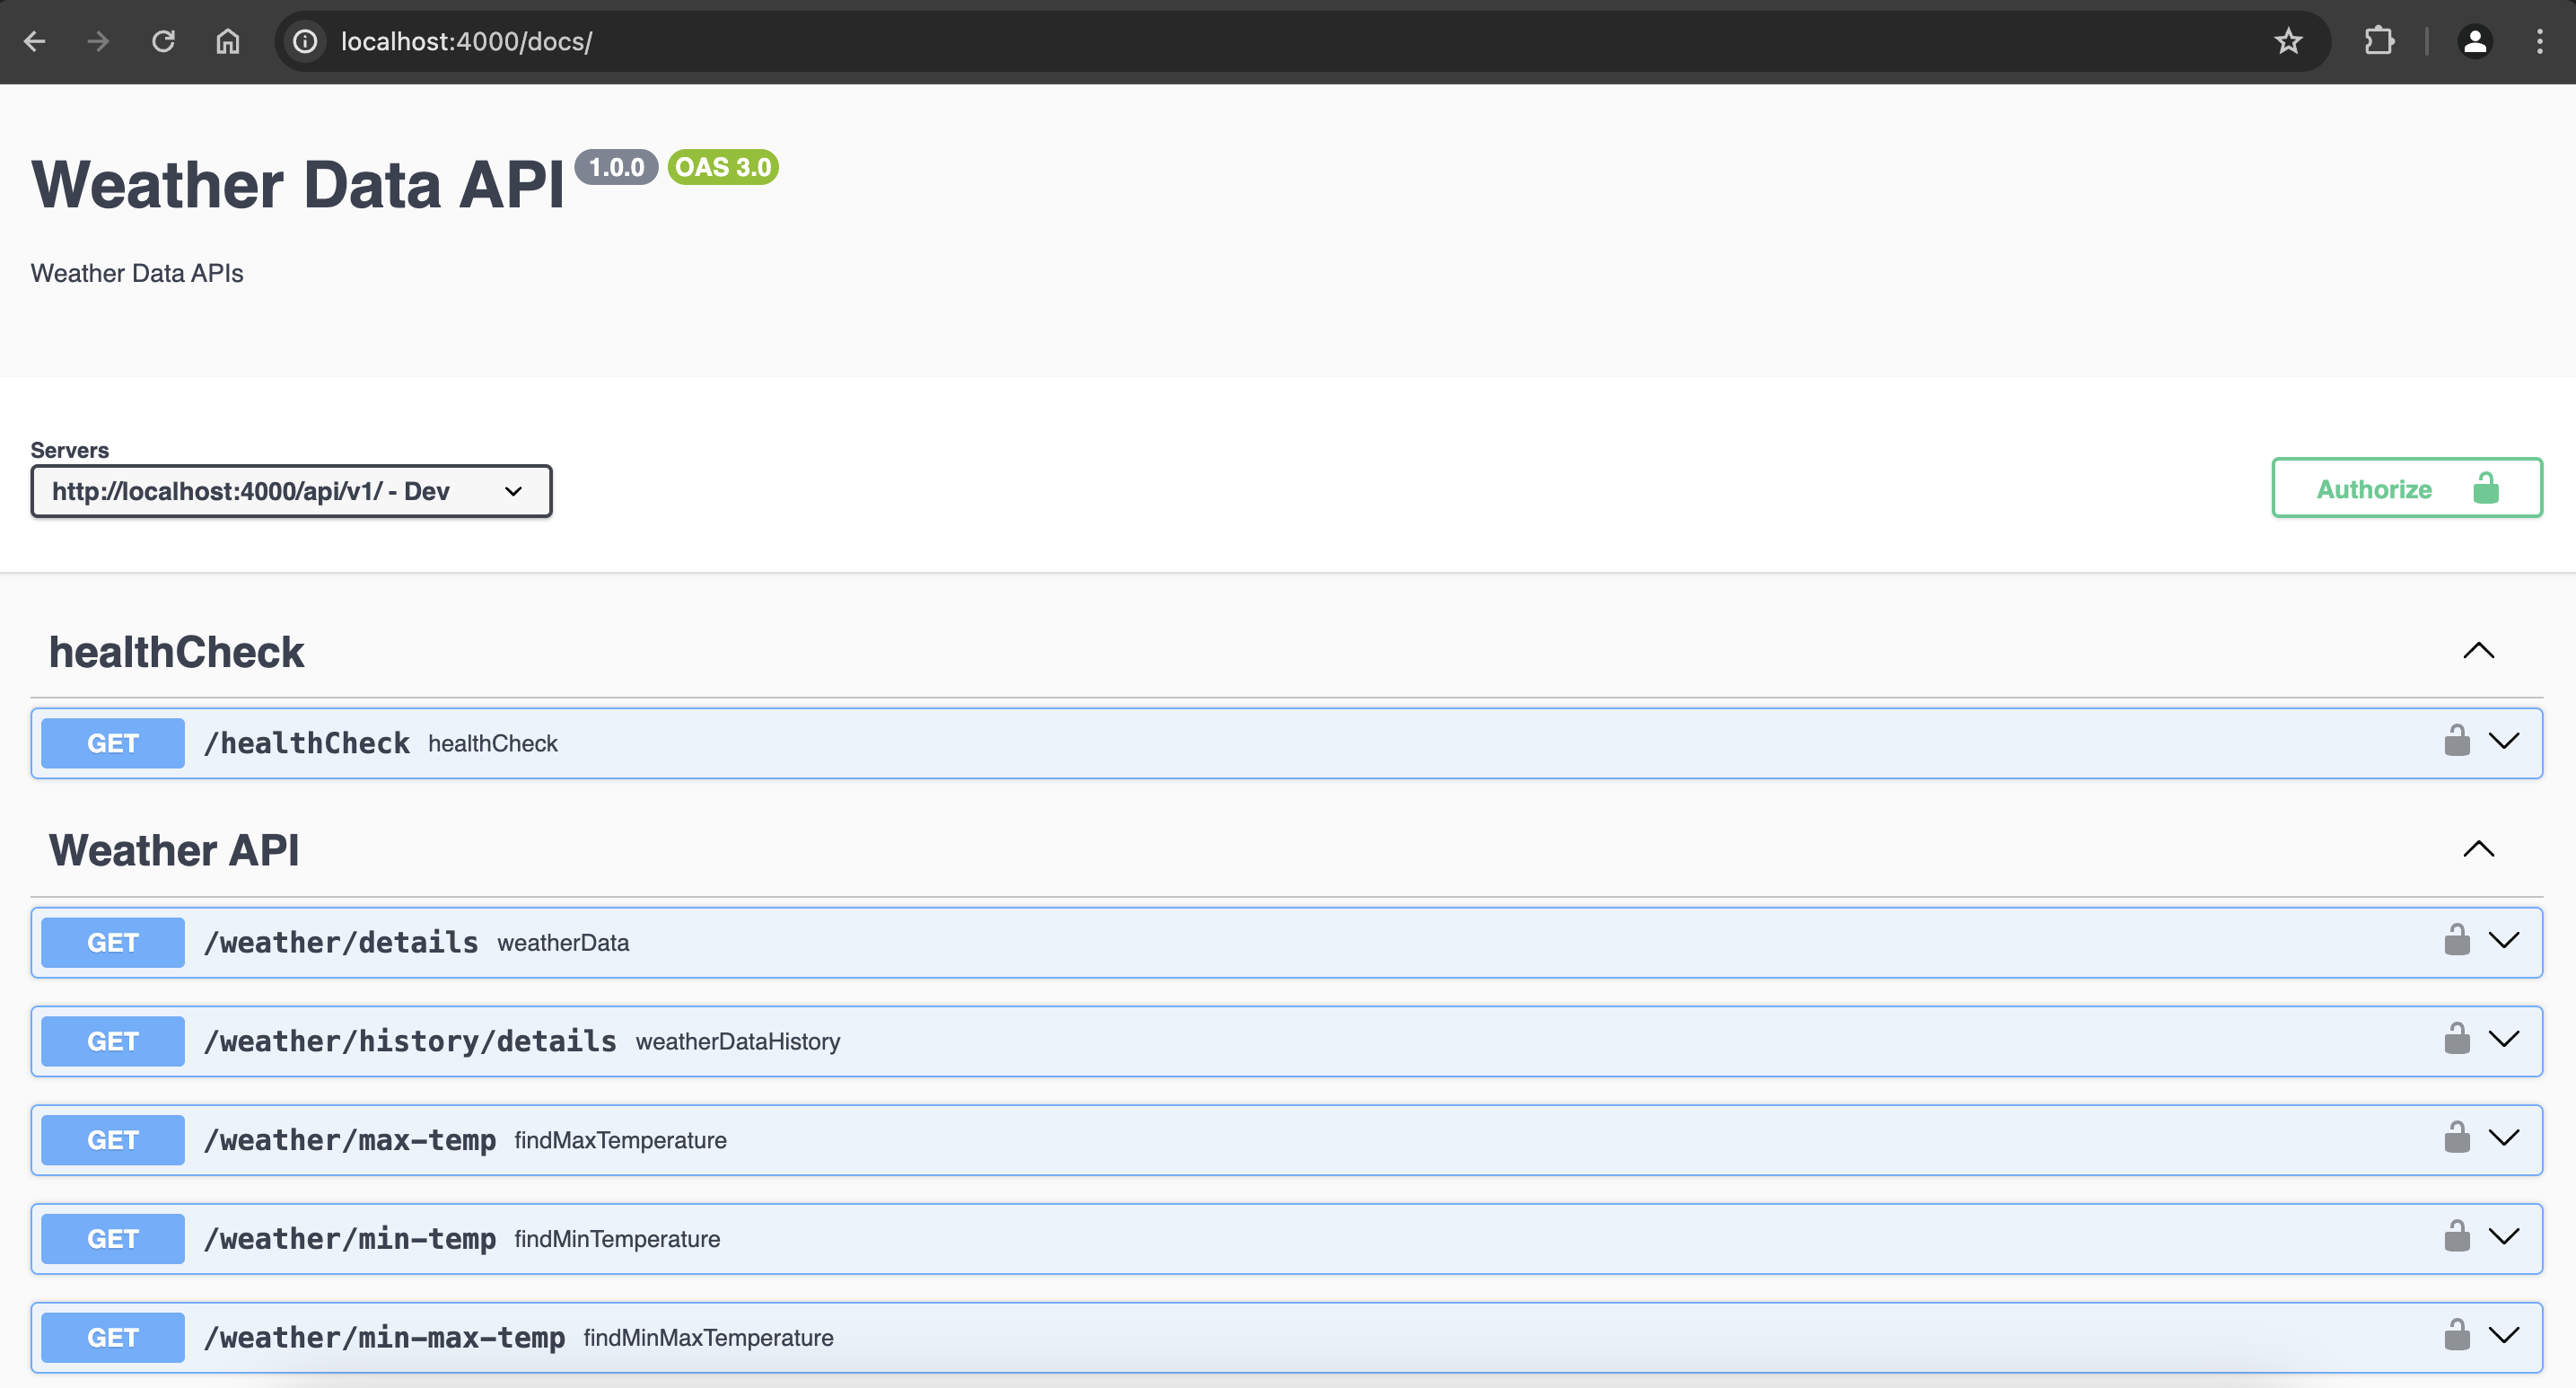 localhost:4000/docs/
Weather Data API 1.0.0 OAS 3.0
Weather Data APIs
Servers
http://localhost:4000/api/v1/ - Dev
Authorize
healthCheck
GET /healthCheck healthCheck
Weather API
GET /weather/details weatherData
GET /weather/history/details weatherDataHistory
GET /weather/max-temp findMaxTemperature
GET /weather/min-temp findMinTemperature
GET /weather/min-max-temp findMinMaxTemperature